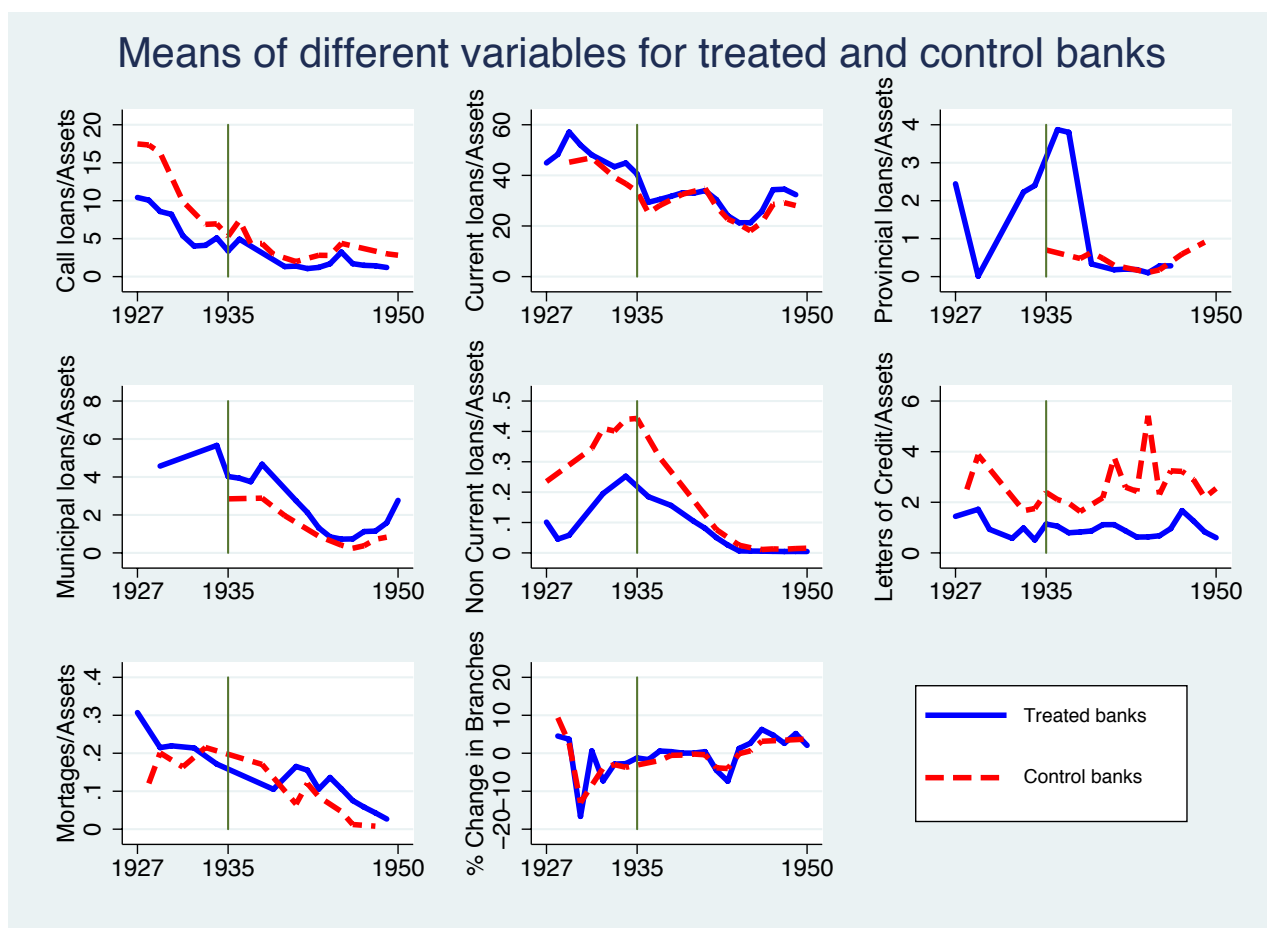 Means of different variables for treated and control banks
Call loans/Assets
20
15
10
5
0
1927 1935 1950
Current loans/Assets
60
40
20
0
1927 1935 1950
Provincial loans/Assets
4
3
2
1
0
1927 1935 1950
Municipal loans/Assets
8
6
4
2
0
1927 1935 1950
Non Current loans/Assets
.5
.4
.3
.2
.1
0
1927 1935 1950
Letters of Credit/Assets
6
4
2
0
1927 1935 1950
Mortages/Assets
.4
.3
.2
.1
0
1927 1935 1950
% Change in Branches
20
10
0
−10
−20
1927 1935 1950
Treated banks
Control banks